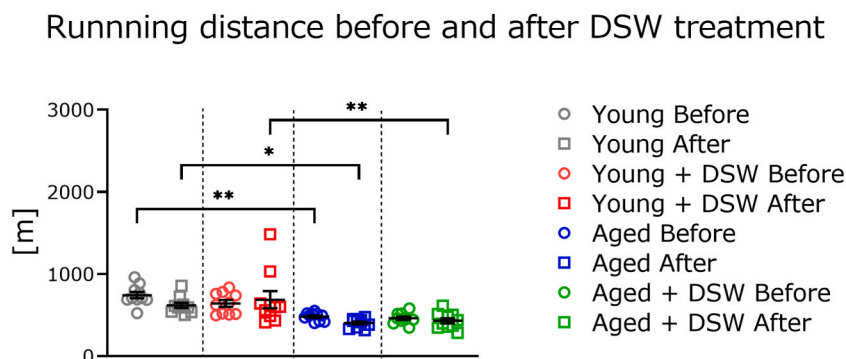 Runnning distance before and after DSW treatment
3000
2000
1000
0
[m]
**
*
**
Young Before
Young After
Young + DSW Before
Young + DSW After
Aged Before
Aged After
Aged + DSW Before
Aged + DSW After